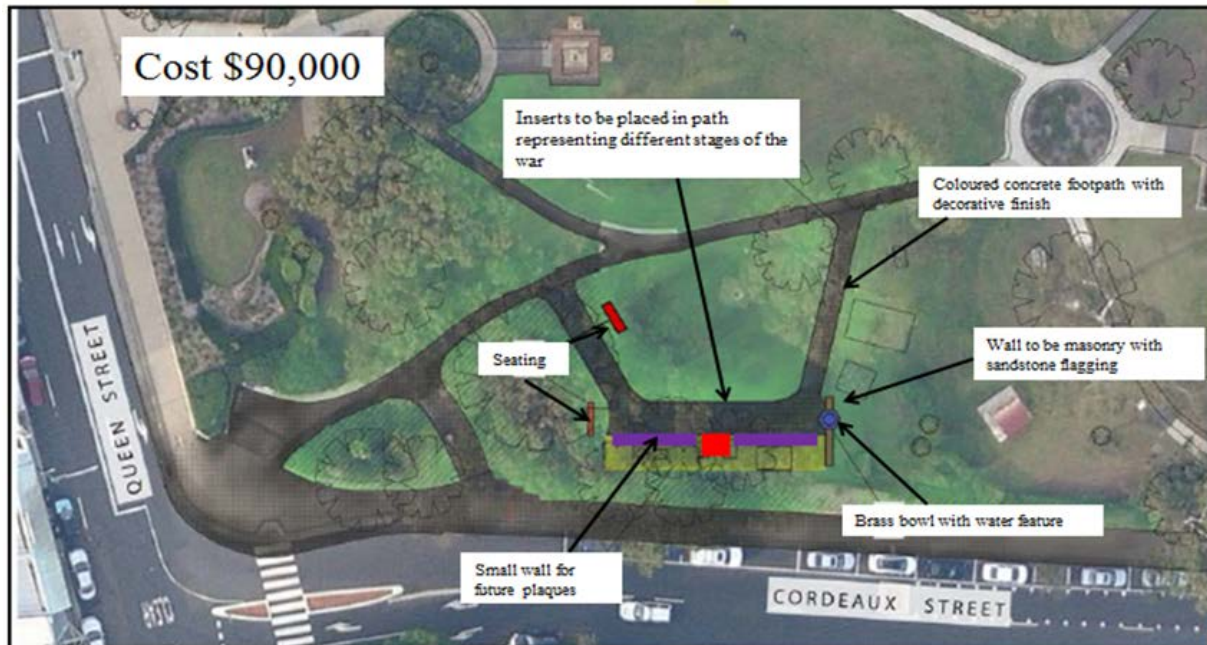 Cost $90,000
Inserts to be placed in path
representing different stages of the
war
Coloured concrete footpath with
decorative finish
Seating
Wall to be masonry with
sandstone flagging
QUEEN STREET
Brass bowl with water feature
Small wall for
future plaques
CORDEAUX STREET